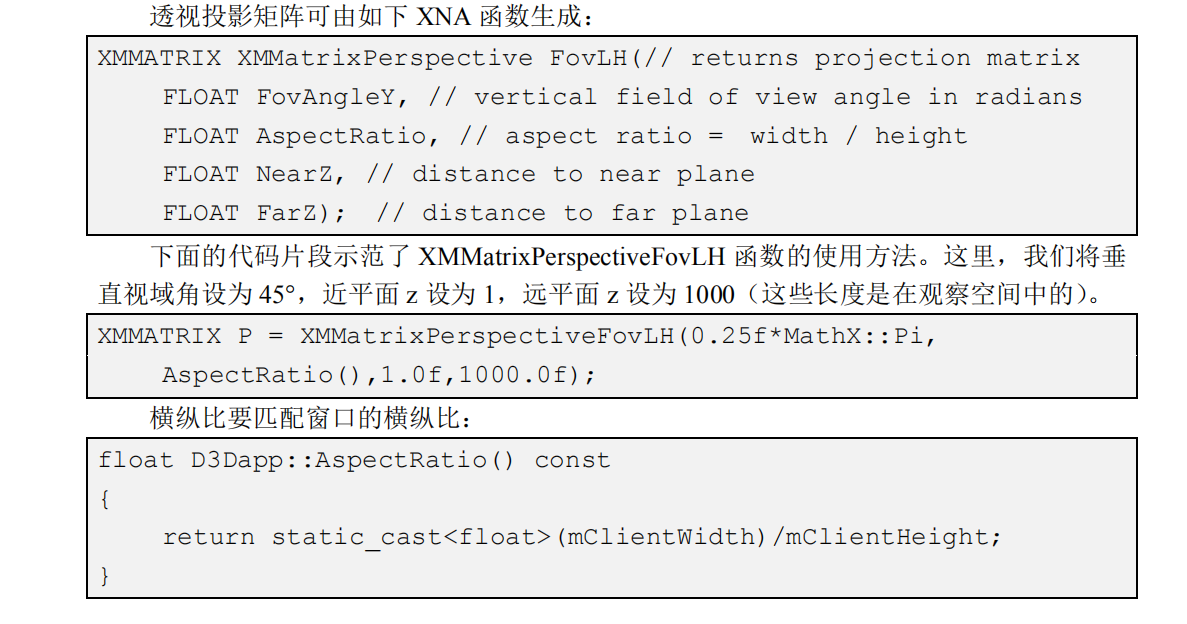 透视投影矩阵可由如下 XNA 函数生成：
XMMATRIX XMMatrixPerspective FovLH(// returns projection matrix
FLOAT FovAngleY, // vertical field of view angle in radians
FLOAT AspectRatio, // aspect ratio = width / height
FLOAT NearZ, // distance to near plane
FLOAT FarZ); // distance to far plane
下面的代码片段示范了 XMMatrixPerspectiveFovLH 函数的使用方法。这里，我们将垂
直视域角设为 45°，近平面 z 设为 1，远平面 z 设为 1000（这些长度是在观察空间中的）。
XMMATRIX P = XMMatrixPerspectiveFovLH(0.25f*MathX::Pi,
AspectRatio(),1.0f,1000.0f);
横纵比要匹配窗口的横纵比：
float D3Dapp::AspectRatio() const
{
return static_cast<float>(mClientWidth)/mClientHeight;
}